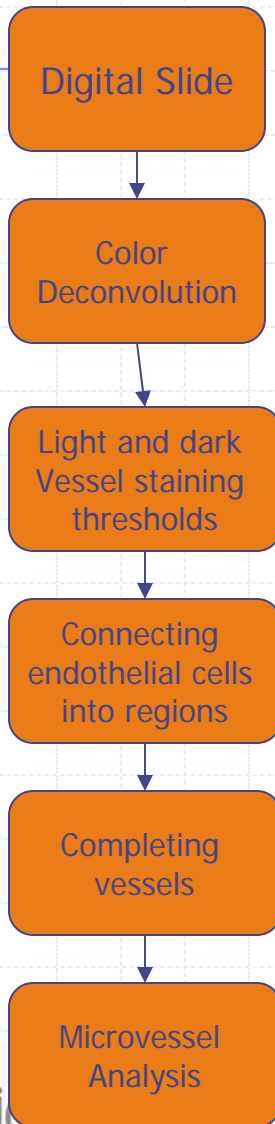 Digital Slide
Color
Deconvolution
Light and dark
Vessel staining
thresholds
Connecting
endothelial cells
into regions
Completing
vessels
Microvessel
Analysis